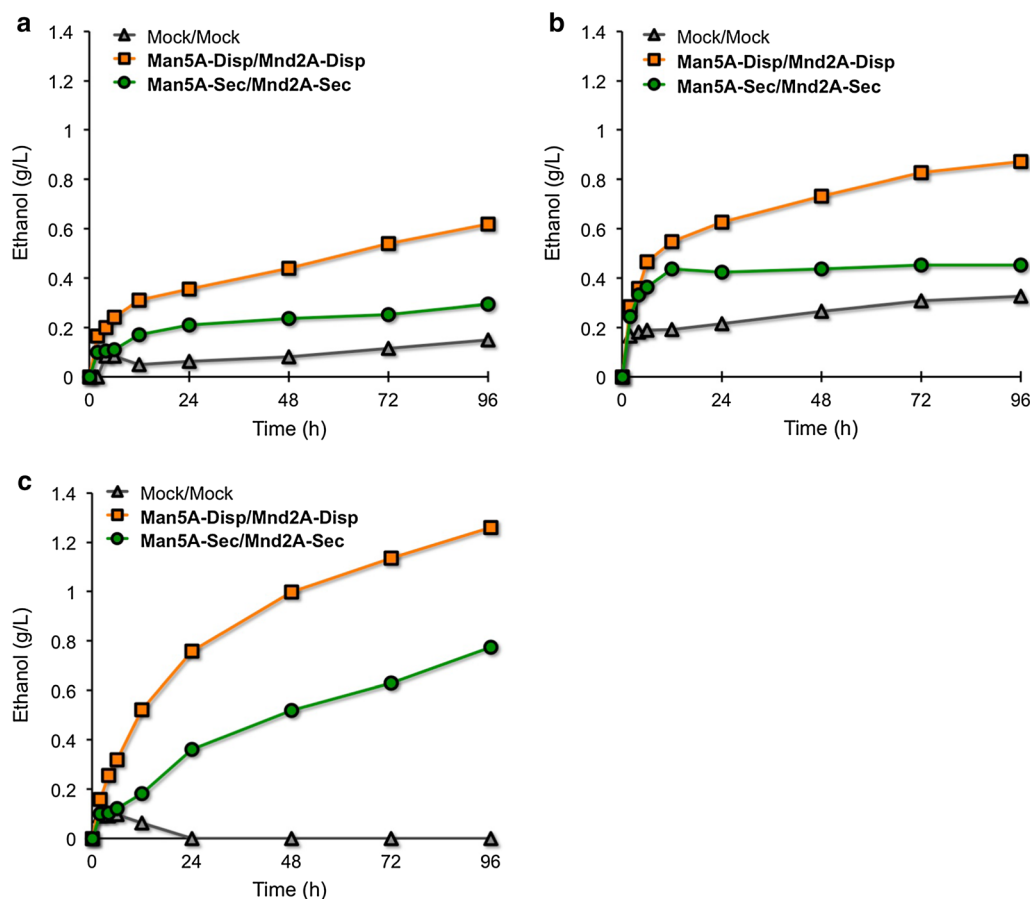 a
Mock/Mock
Man5A-Disp/Mnd2A-Disp
Man5A-Sec/Mnd2A-Sec
1.4
1.2
1
0.8
0.6
0.4
0.2
0
Ethanol (g/L)
0 24 48 72 96
Time (h)
b
Mock/Mock
Man5A-Disp/Mnd2A-Disp
Man5A-Sec/Mnd2A-Sec
1.4
1.2
1
0.8
0.6
0.4
0.2
0
Ethanol (g/L)
0 24 48 72 96
Time (h)
c
Mock/Mock
Man5A-Disp/Mnd2A-Disp
Man5A-Sec/Mnd2A-Sec
1.4
1.2
1
0.8
0.6
0.4
0.2
0
Ethanol (g/L)
0 24 48 72 96
Time (h)